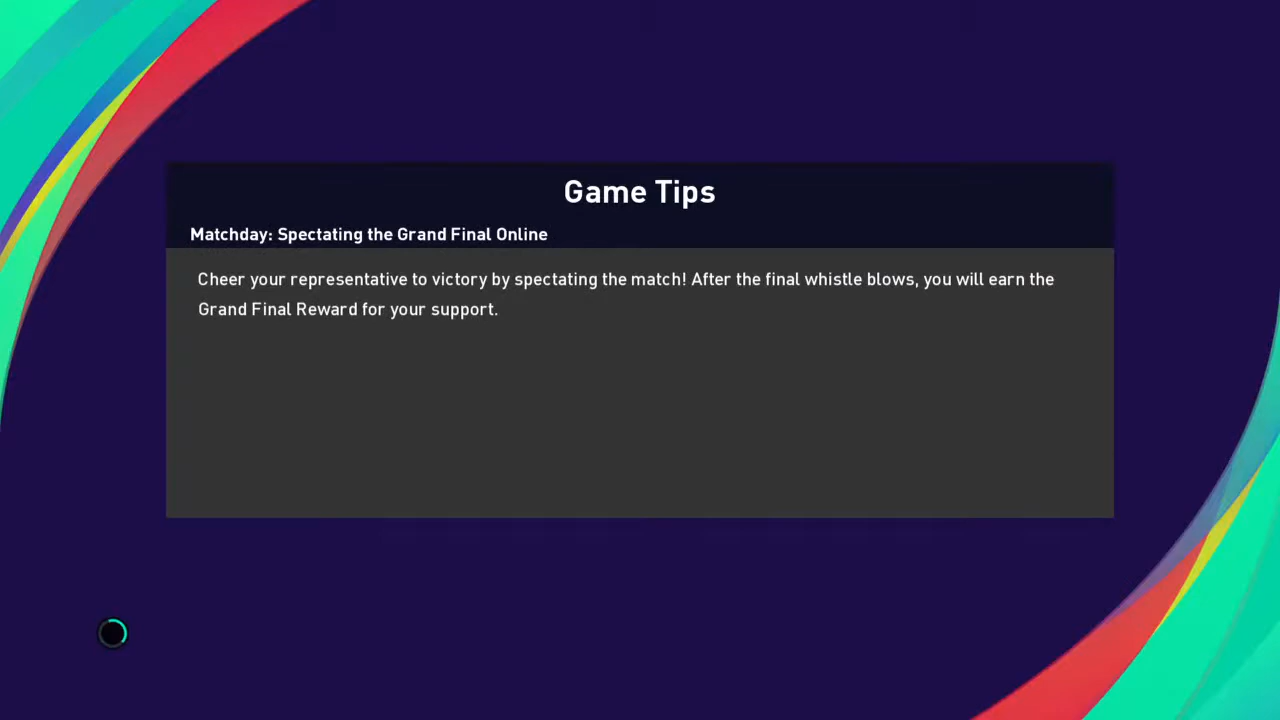 Game Tips
Matchday: Spectating the Grand Final Online
Cheer your representative to victory by spectating the match! After the final whistle blows, you will earn the
Grand Final Reward for your support.